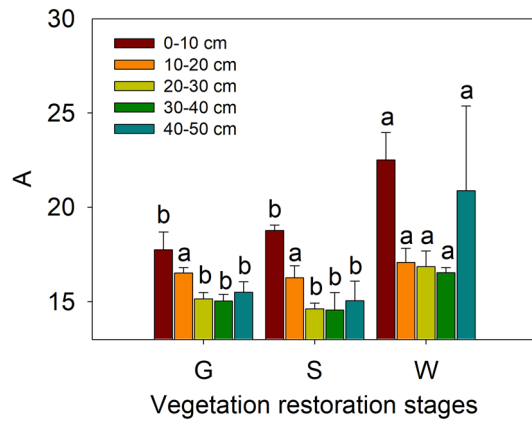 30
25
20
15
A
0-10 cm
10-20 cm
20-30 cm
30-40 cm
40-50 cm
b a b b b
b a b b b
a a a a a
G S W
Vegetation restoration stages